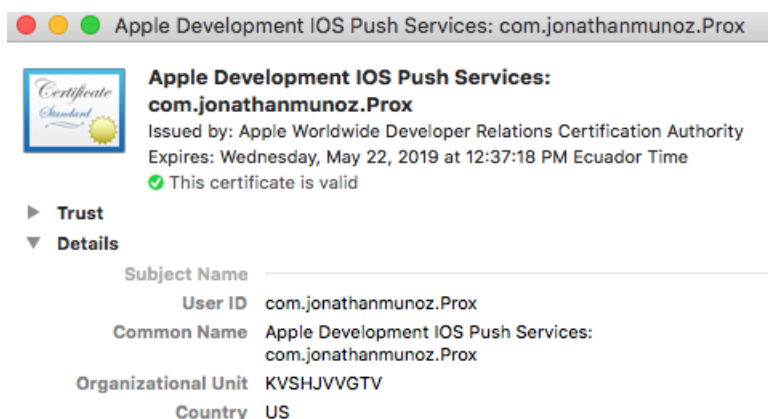 Apple Development IOS Push Services: com.jonathanmunoz.Prox
Certificate
Standard
Apple Development IOS Push Services:
com.jonathanmunoz.Prox
Issued by: Apple Worldwide Developer Relations Certification Authority
Expires: Wednesday, May 22, 2019 at 12:37:18 PM Ecuador Time
This certificate is valid
Trust
Details
Subject Name
User ID com.jonathanmunoz.Prox
Common Name Apple Development IOS Push Services:
com.jonathanmunoz.Prox
Organizational Unit KVSHJVVGTV
Country US